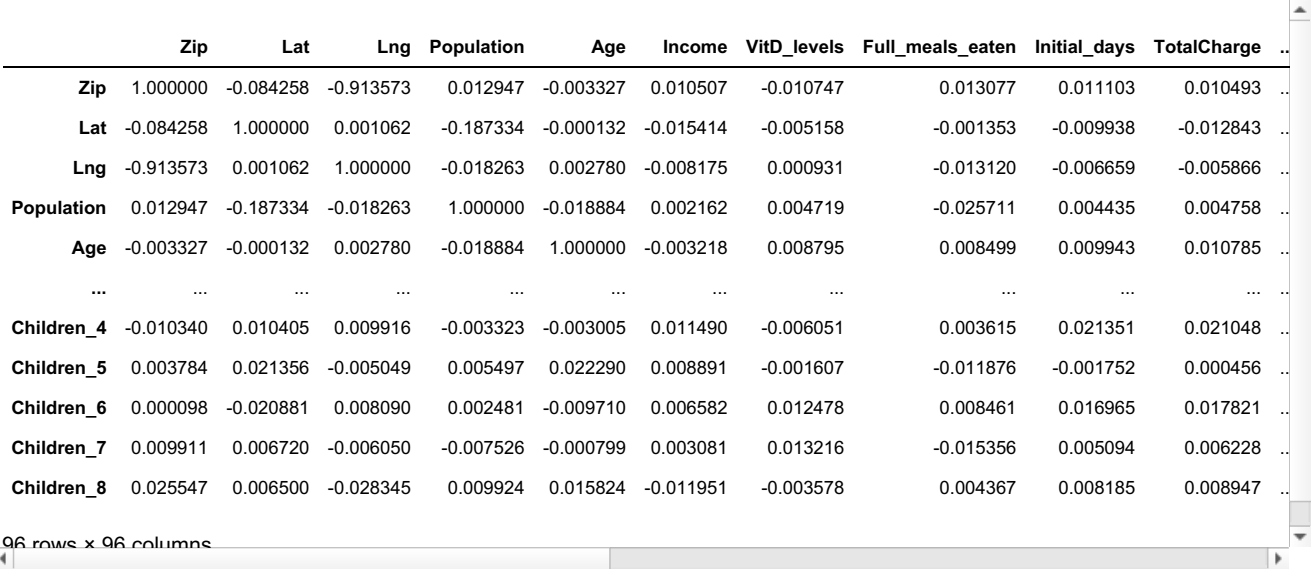 Zip Lat Lng Population Age Income VitD_levels Full_meals_eaten Initial_days TotalCharge ..
Zip 1.000000 -0.084258 -0.913573 0.012947 -0.003327 0.010507 -0.010747 0.013077 0.011103 0.010493 ..
Lat -0.084258 1.000000 0.001062 -0.187334 -0.000132 -0.015414 -0.005158 -0.001353 -0.009938 -0.012843 ..
Lng -0.913573 0.001062 1.000000 -0.018263 0.002780 -0.008175 0.000931 -0.013120 -0.006659 -0.005866 ..
Population 0.012947 -0.187334 -0.018263 1.000000 -0.018884 0.002162 0.004719 -0.025711 0.004435 0.004758 ..
Age -0.003327 -0.000132 0.002780 -0.018884 1.000000 -0.003218 0.008795 0.008499 0.009943 0.010785 ..
... ... ... ... ... ... ... ... ... ... ... ..
Children_4 -0.010340 0.010405 0.009916 -0.003323 -0.003005 0.011490 -0.006051 0.003615 0.021351 0.021048 ..
Children_5 0.003784 0.021356 -0.005049 0.005497 0.022290 0.008891 -0.001607 -0.011876 -0.001752 0.000456 ..
Children_6 0.000098 -0.020881 0.008090 0.002481 -0.009710 0.006582 0.012478 0.008461 0.016965 0.017821 ..
Children_7 0.009911 0.006720 -0.006050 -0.007526 -0.000799 0.003081 0.013216 -0.015356 0.005094 0.006228 ..
Children_8 0.025547 0.006500 -0.028345 0.009924 0.015824 -0.011951 -0.003578 0.004367 0.008185 0.008947 ..
96 rows × 96 columns